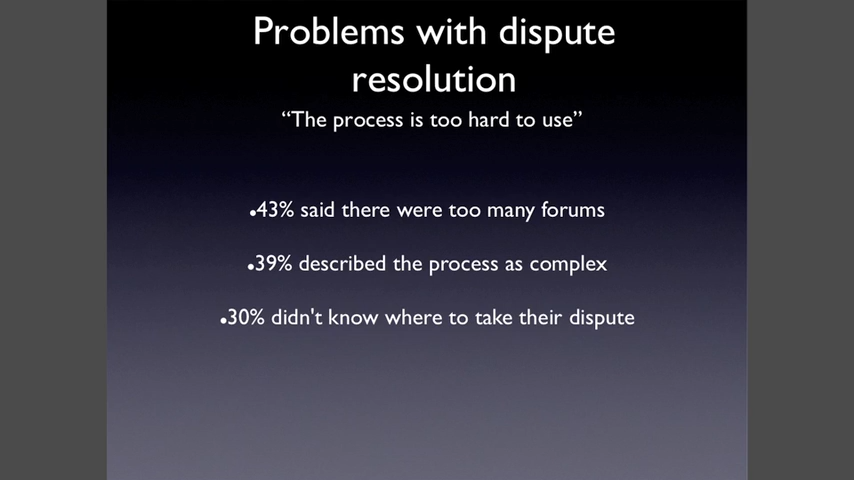 Problems with dispute
resolution
“The process is too hard to use”
•43% said there were too many forums
•39% described the process as complex
•30% didn't know where to take their dispute